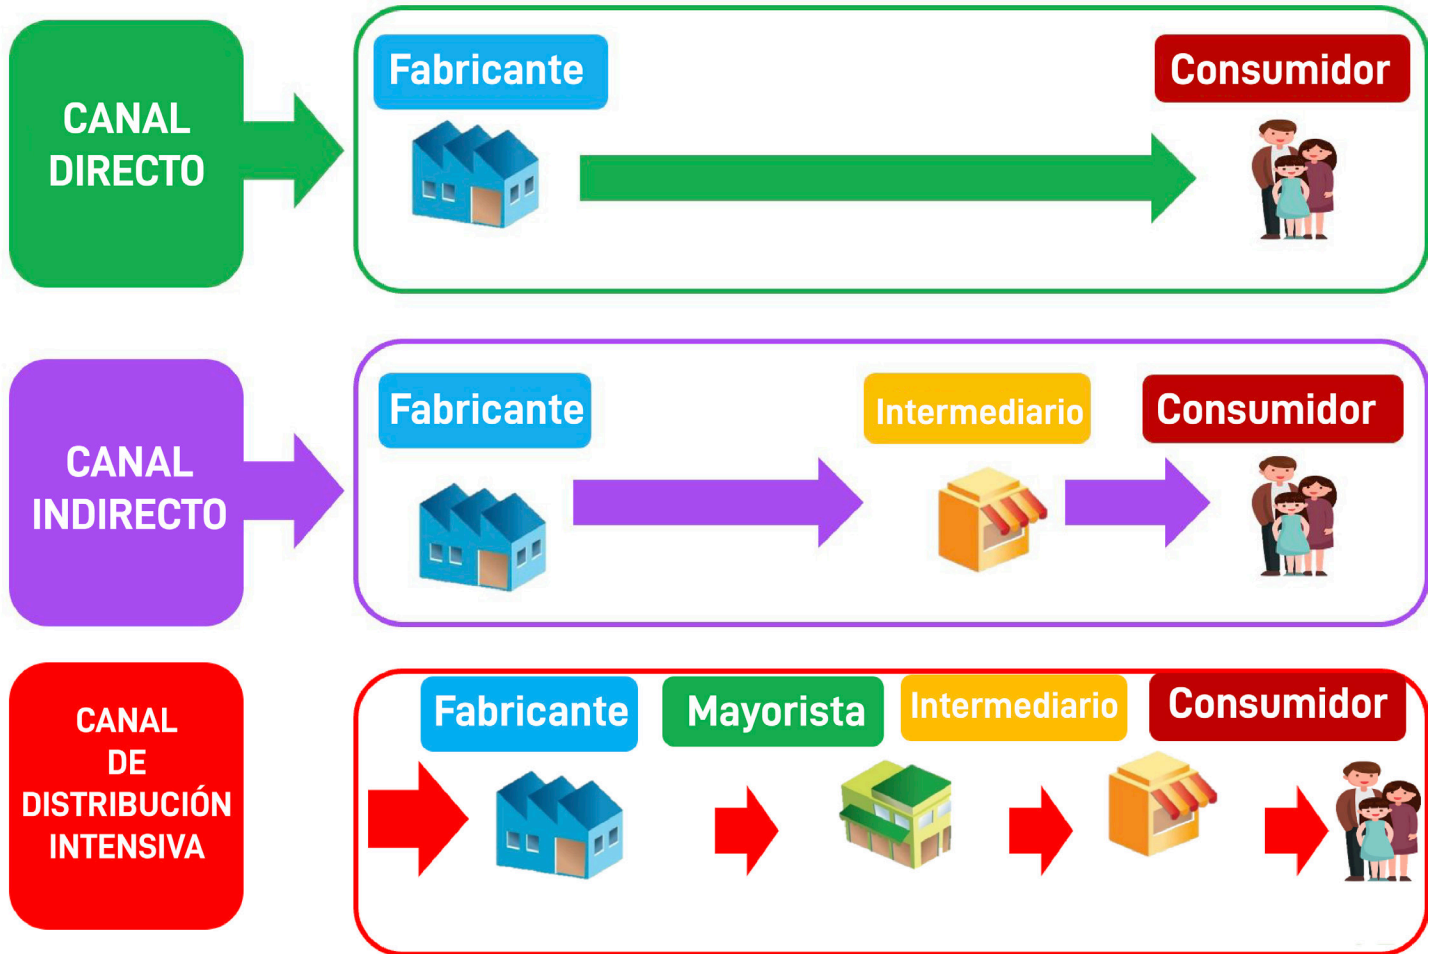 CANAL
DIRECTO
Fabricante
Consumidor
CANAL
INDIRECTO
Fabricante
Intermediario
Consumidor
CANAL
DE
DISTRIBUCIÓN
INTENSIVA
Fabricante
Mayorista
Intermediario
Consumidor